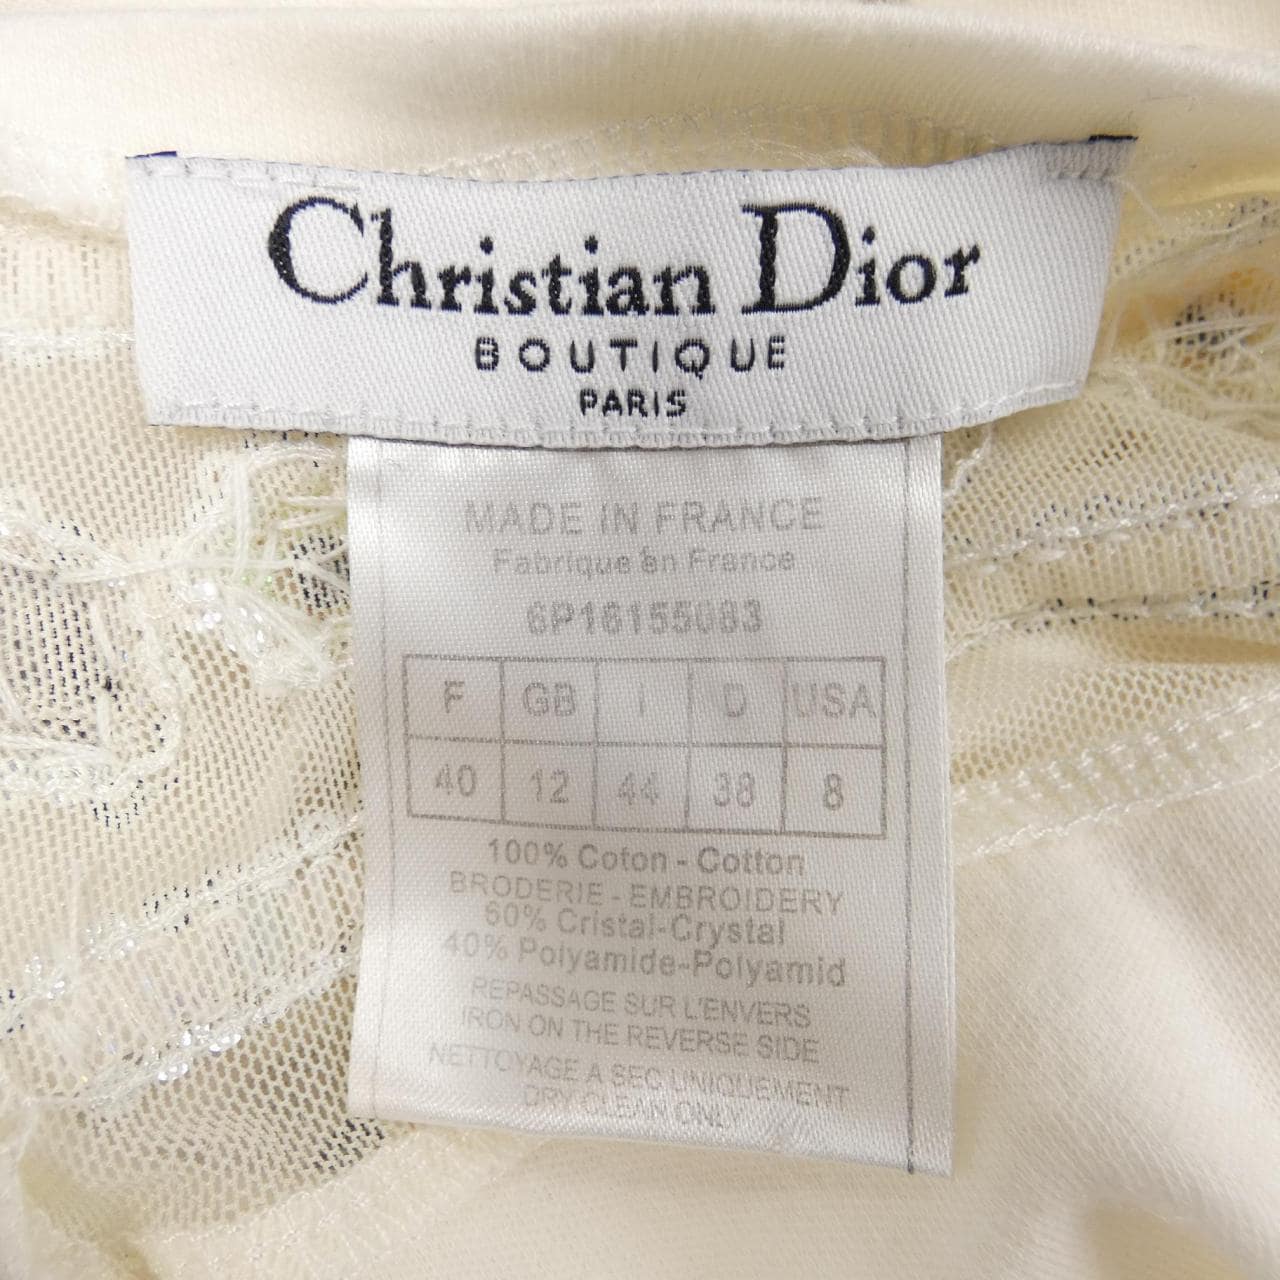 Christian Dior
BOUTIQUE
PARIS
MADE IN FRANCE
Fabrique en France
6P16155083
F GB I D USA
40 12 44 38 8
100% Coton - Cotton
BRODERIE - EMBROIDERY
60% Cristal-Crystal
40% Polyamide-Polyamid
REPASSAGE SUR L'ENVERS
IRON ON THE REVERSE SIDE
NETTOYAGE A SEC UNIQUEMENT
DRY CLEAN ONLY